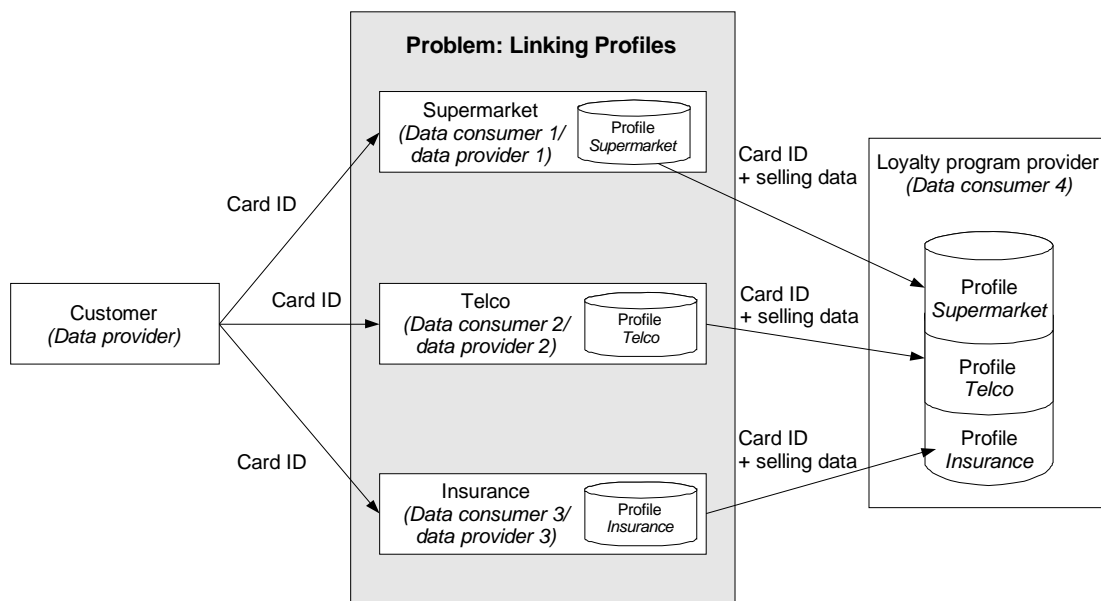 Problem: Linking Profiles
Supermarket
(Data consumer 1/
data provider 1)
Profile
Supermarket
Card ID
Card ID
+ selling data
Loyalty program provider
(Data consumer 4)
Customer
(Data provider)
Card ID
Telco
(Data consumer 2/
data provider 2)
Profile
Telco
Card ID
+ selling data
Profile
Supermarket
Profile
Telco
Profile
Insurance
Card ID
Insurance
(Data consumer 3/
data provider 3)
Profile
Insurance
Card ID
+ selling data